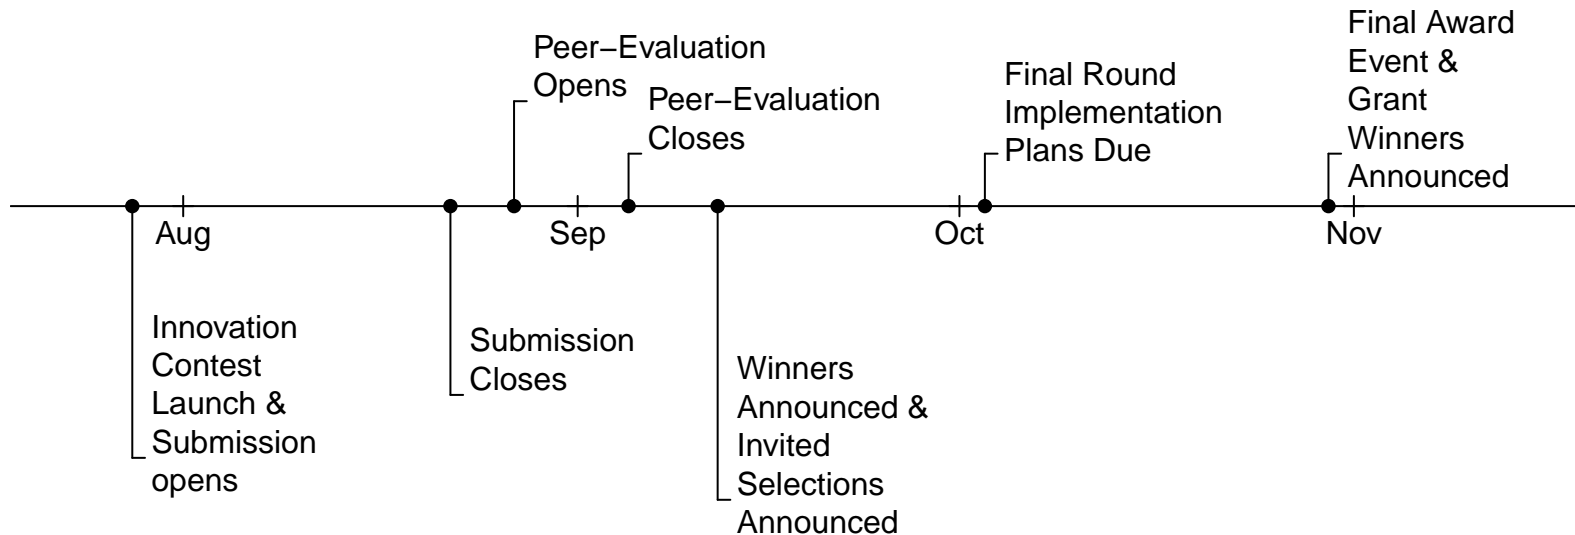 Peer−Evaluation
Opens
Peer−Evaluation
Closes
Final Round
Implementation
Plans Due
Final Award
Event &
Grant
Winners
Announced
Aug
Sep
Oct
Nov
Innovation
Contest
Launch &
Submission
opens
Submission
Closes
Winners
Announced &
Invited
Selections
Announced